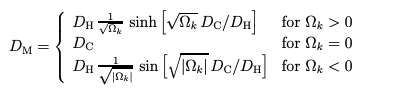 D_H 1/√Ω_k sinh [√Ω_k D_C/D_H] for Ω_k > 0
D_M = { D_C for Ω_k = 0
D_H 1/√|Ω_k| sin [√|Ω_k| D_C/D_H] for Ω_k < 0